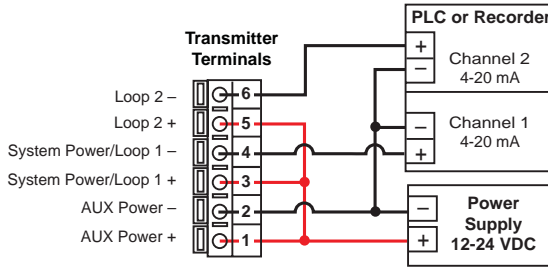 PLC or Recorder
Transmitter
Terminals
+
Channel 2
–
4-20 mA
Loop 2 –
6
Loop 2 +
5
–
Channel 1
4-20 mA
System Power/Loop 1 –
4
+
System Power/Loop 1 +
3
AUX Power –
2
–
Power
Supply
12-24 VDC
AUX Power +
1
+